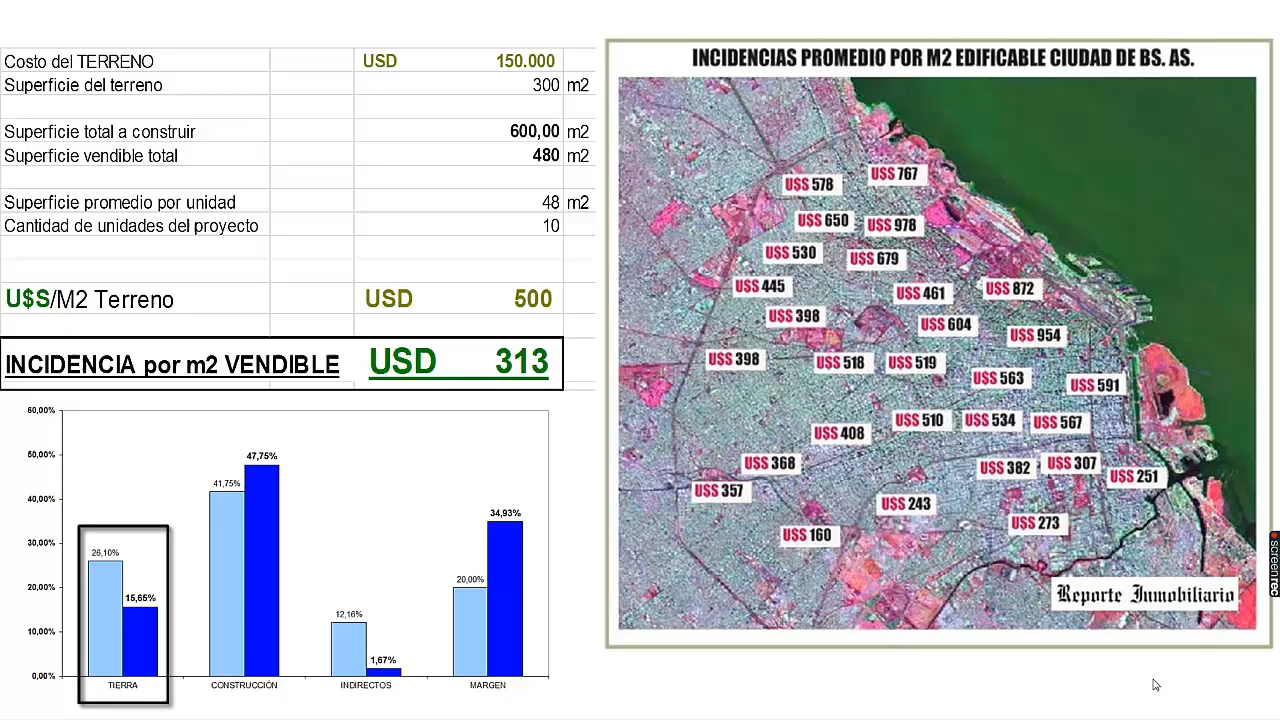 Costo del TERRENO USD 150.000
Superficie del terreno 300 m2
Superficie total a construir 600,00 m2
Superficie vendible total 480 m2
Superficie promedio por unidad 48 m2
Cantidad de unidades del proyecto 10
U$S/M2 Terreno USD 500
INCIDENCIA por m2 VENDIBLE USD 313
60,00%
50,00%
40,00%
30,00%
20,00%
10,00%
0,00%
26,10%
15,65%
41,75%
47,75%
12,16%
1,67%
20,00%
34,93%
TIERRA
CONSTRUCCIÓN
INDIRECTOS
MARGEN
INCIDENCIAS PROMEDIO POR M2 EDIFICABLE CIUDAD DE BS. AS.
U$S 767
U$S 578
U$S 650
U$S 978
U$S 530
U$S 679
U$S 445
U$S 461
U$S 872
U$S 398
U$S 604
U$S 954
U$S 398
U$S 518
U$S 519
U$S 563
U$S 591
U$S 408
U$S 510
U$S 534
U$S 567
U$S 368
U$S 382
U$S 307
U$S 251
U$S 357
U$S 243
U$S 273
U$S 160
Reporte Inmobiliario
screenrec